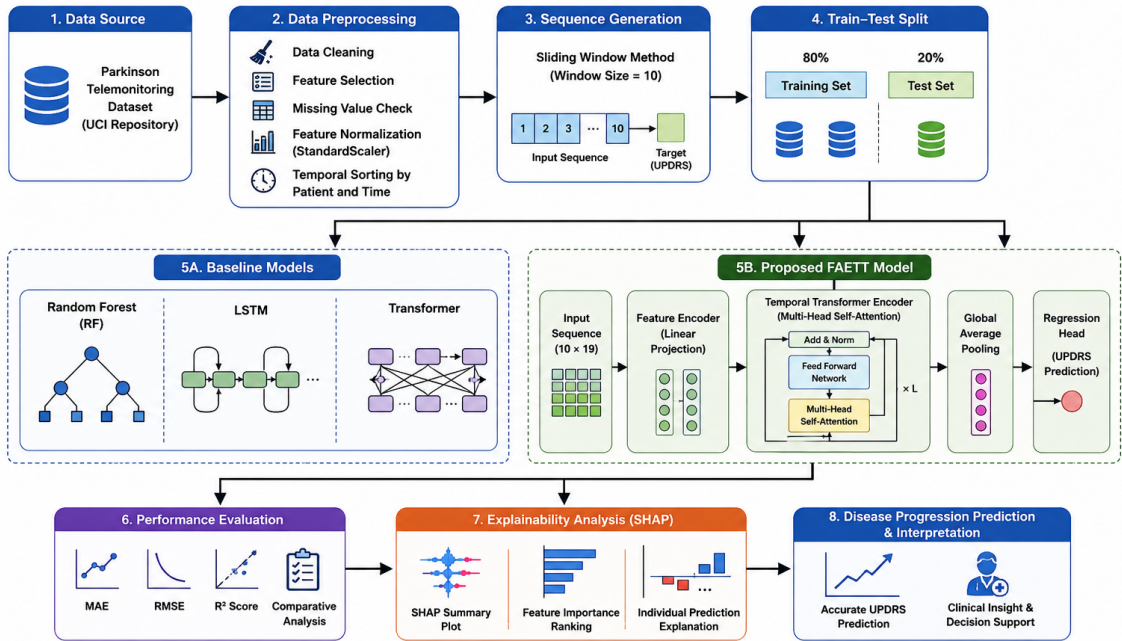 1. Data Source
Parkinson
Telemonitoring
Dataset
(UCI Repository)
2. Data Preprocessing
Data Cleaning
Feature Selection
Missing Value Check
Feature Normalization
(StandardScaler)
Temporal Sorting by
Patient and Time
3. Sequence Generation
Sliding Window Method
(Window Size = 10)
1 2 3 ... 10
Input Sequence
Target
(UPDRS)
4. Train–Test Split
80% 20%
Training Set Test Set
5A. Baseline Models
Random Forest
(RF)
LSTM
...
Transformer
...
...
...
...
5B. Proposed FAETT Model
Input
Sequence
(10 × 19)
Feature Encoder
(Linear
Projection)
Temporal Transformer Encoder
(Multi-Head Self-Attention)
Add & Norm
Feed Forward
Network
× L
Multi-Head
Self-Attention
Global
Average
Pooling
Regression
Head
(UPDRS
Prediction)
6. Performance Evaluation
MAE
RMSE
R² Score
Comparative
Analysis
7. Explainability Analysis (SHAP)
SHAP Summary
Plot
Feature Importance
Ranking
...
Individual Prediction
Explanation
8. Disease Progression Prediction
& Interpretation
Accurate UPDRS
Prediction
Clinical Insight &
Decision Support